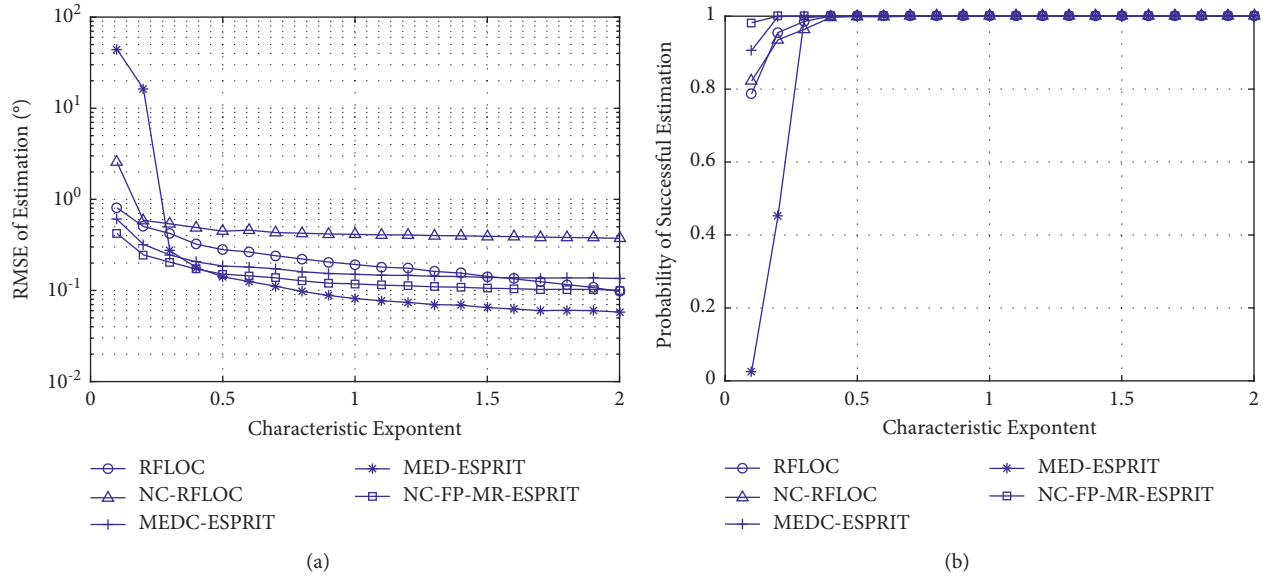 10^2
10^1
10^0
10^-1
10^-2
RMSE of Estimation (°)
0
0.5
1
1.5
2
Characteristic Expontent
RFLOC
NC-RFLOC
MEDC-ESPRIT
MED-ESPRIT
NC-FP-MR-ESPRIT
(a)
1
0.8
0.6
0.4
0.2
0
Probability of Successful Estimation
0
0.5
1
1.5
2
Characteristic Expontent
RFLOC
NC-RFLOC
MEDC-ESPRIT
MED-ESPRIT
NC-FP-MR-ESPRIT
(b)